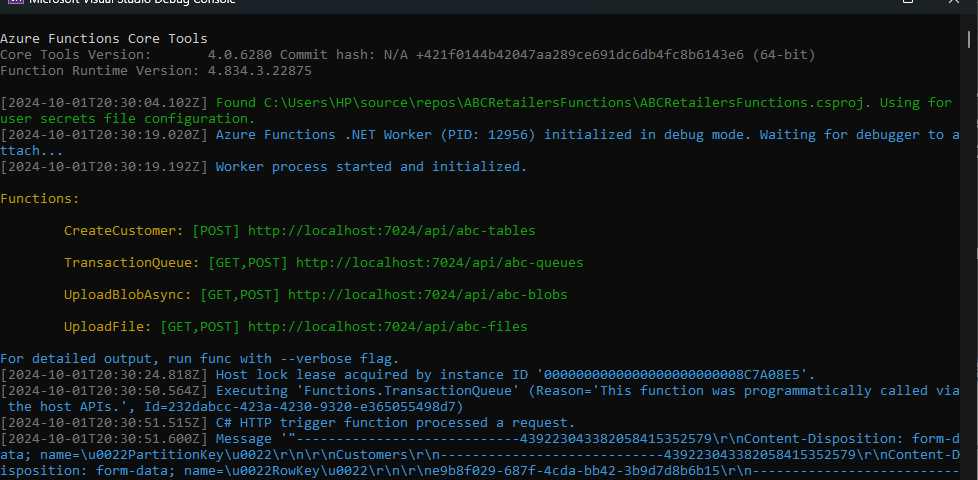 Microsoft Visual Studio Debug Console
Azure Functions Core Tools
Core Tools Version:       4.0.6280 Commit hash: N/A +421f0144b42047aa289ce691dc6db4fc8b6143e6 (64-bit)
Function Runtime Version: 4.834.3.22875
[2024-10-01T20:30:04.102Z] Found C:\Users\HP\source\repos\ABCRetailersFunctions\ABCRetailersFunctions.csproj. Using for
user secrets file configuration.
[2024-10-01T20:30:19.020Z] Azure Functions .NET Worker (PID: 12956) initialized in debug mode. Waiting for debugger to a
ttach...
[2024-10-01T20:30:19.192Z] Worker process started and initialized.
Functions:
CreateCustomer: [POST] http://localhost:7024/api/abc-tables
TransactionQueue: [GET,POST] http://localhost:7024/api/abc-queues
UploadBlobAsync: [GET,POST] http://localhost:7024/api/abc-blobs
UploadFile: [GET,POST] http://localhost:7024/api/abc-files
For detailed output, run func with --verbose flag.
[2024-10-01T20:30:24.818Z] Host lock lease acquired by instance ID '0000000000000000000000008C7A08E5'.
[2024-10-01T20:30:50.564Z] Executing 'Functions.TransactionQueue' (Reason='This function was programmatically called via
the host APIs.', Id=232dabcc-423a-4230-9320-e365055498d7)
[2024-10-01T20:30:51.515Z] C# HTTP trigger function processed a request.
[2024-10-01T20:30:51.600Z] Message '"----------------------------439223043382058415352579\r\nContent-Disposition: form-d
ata; name=\u0022PartitionKey\u0022\r\n\r\nCustomers\r\n----------------------------439223043382058415352579\r\nContent-D
isposition: form-data; name=\u0022RowKey\u0022\r\n\r\ne9b8f029-687f-4cda-bb42-3b9d7d8b6b15\r\n--------------------------